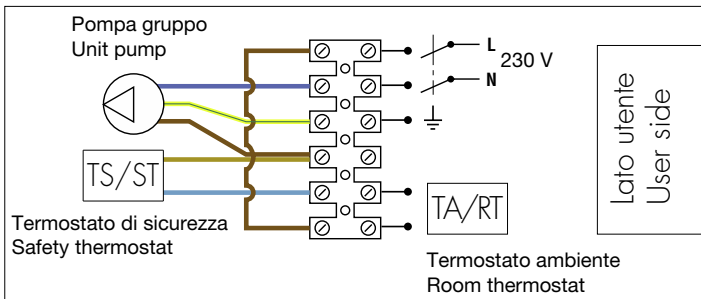 Pompa gruppo
Unit pump
L
230 V
N
TS/ST
TA/RT
Termostato di sicurezza
Safety thermostat
Termostato ambiente
Room thermostat
Lato utente
User side